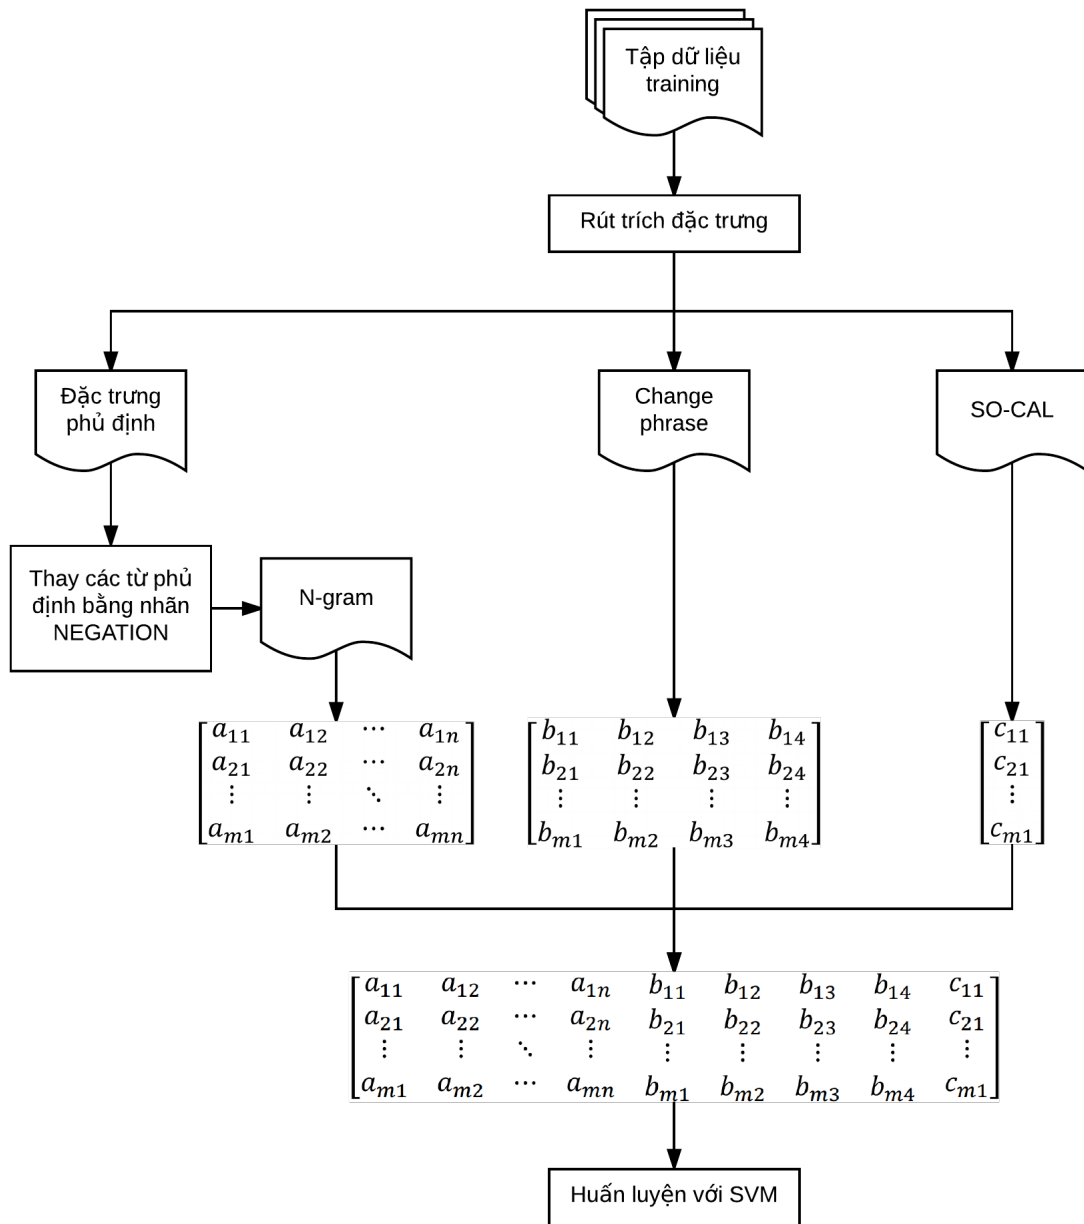 Tập dữ liệu
training
Rút trích đặc trưng
Đặc trưng
phủ định
Change
phrase
SO-CAL
Thay các từ phủ
định bằng nhãn
NEGATION
N-gram
a₁₁ a₁₂ ⋯ a₁ₙ
a₂₁ a₂₂ ⋯ a₂ₙ
⋮ ⋮ ⋱ ⋮
aₘ₁ aₘ₂ ⋯ aₘₙ
b₁₁ b₁₂ b₁₃ b₁₄
b₂₁ b₂₂ b₂₃ b₂₄
⋮ ⋮ ⋮ ⋮
bₘ₁ bₘ₂ bₘ₃ bₘ₄
c₁₁
c₂₁
⋮
cₘ₁
a₁₁ a₁₂ ⋯ a₁ₙ b₁₁ b₁₂ b₁₃ b₁₄ c₁₁
a₂₁ a₂₂ ⋯ a₂ₙ b₂₁ b₂₂ b₂₃ b₂₄ c₂₁
⋮ ⋮ ⋱ ⋮ ⋮ ⋮ ⋮ ⋮ ⋮
aₘ₁ aₘ₂ ⋯ aₘₙ bₘ₁ bₘ₂ bₘ₃ bₘ₄ cₘ₁
Huấn luyện với SVM